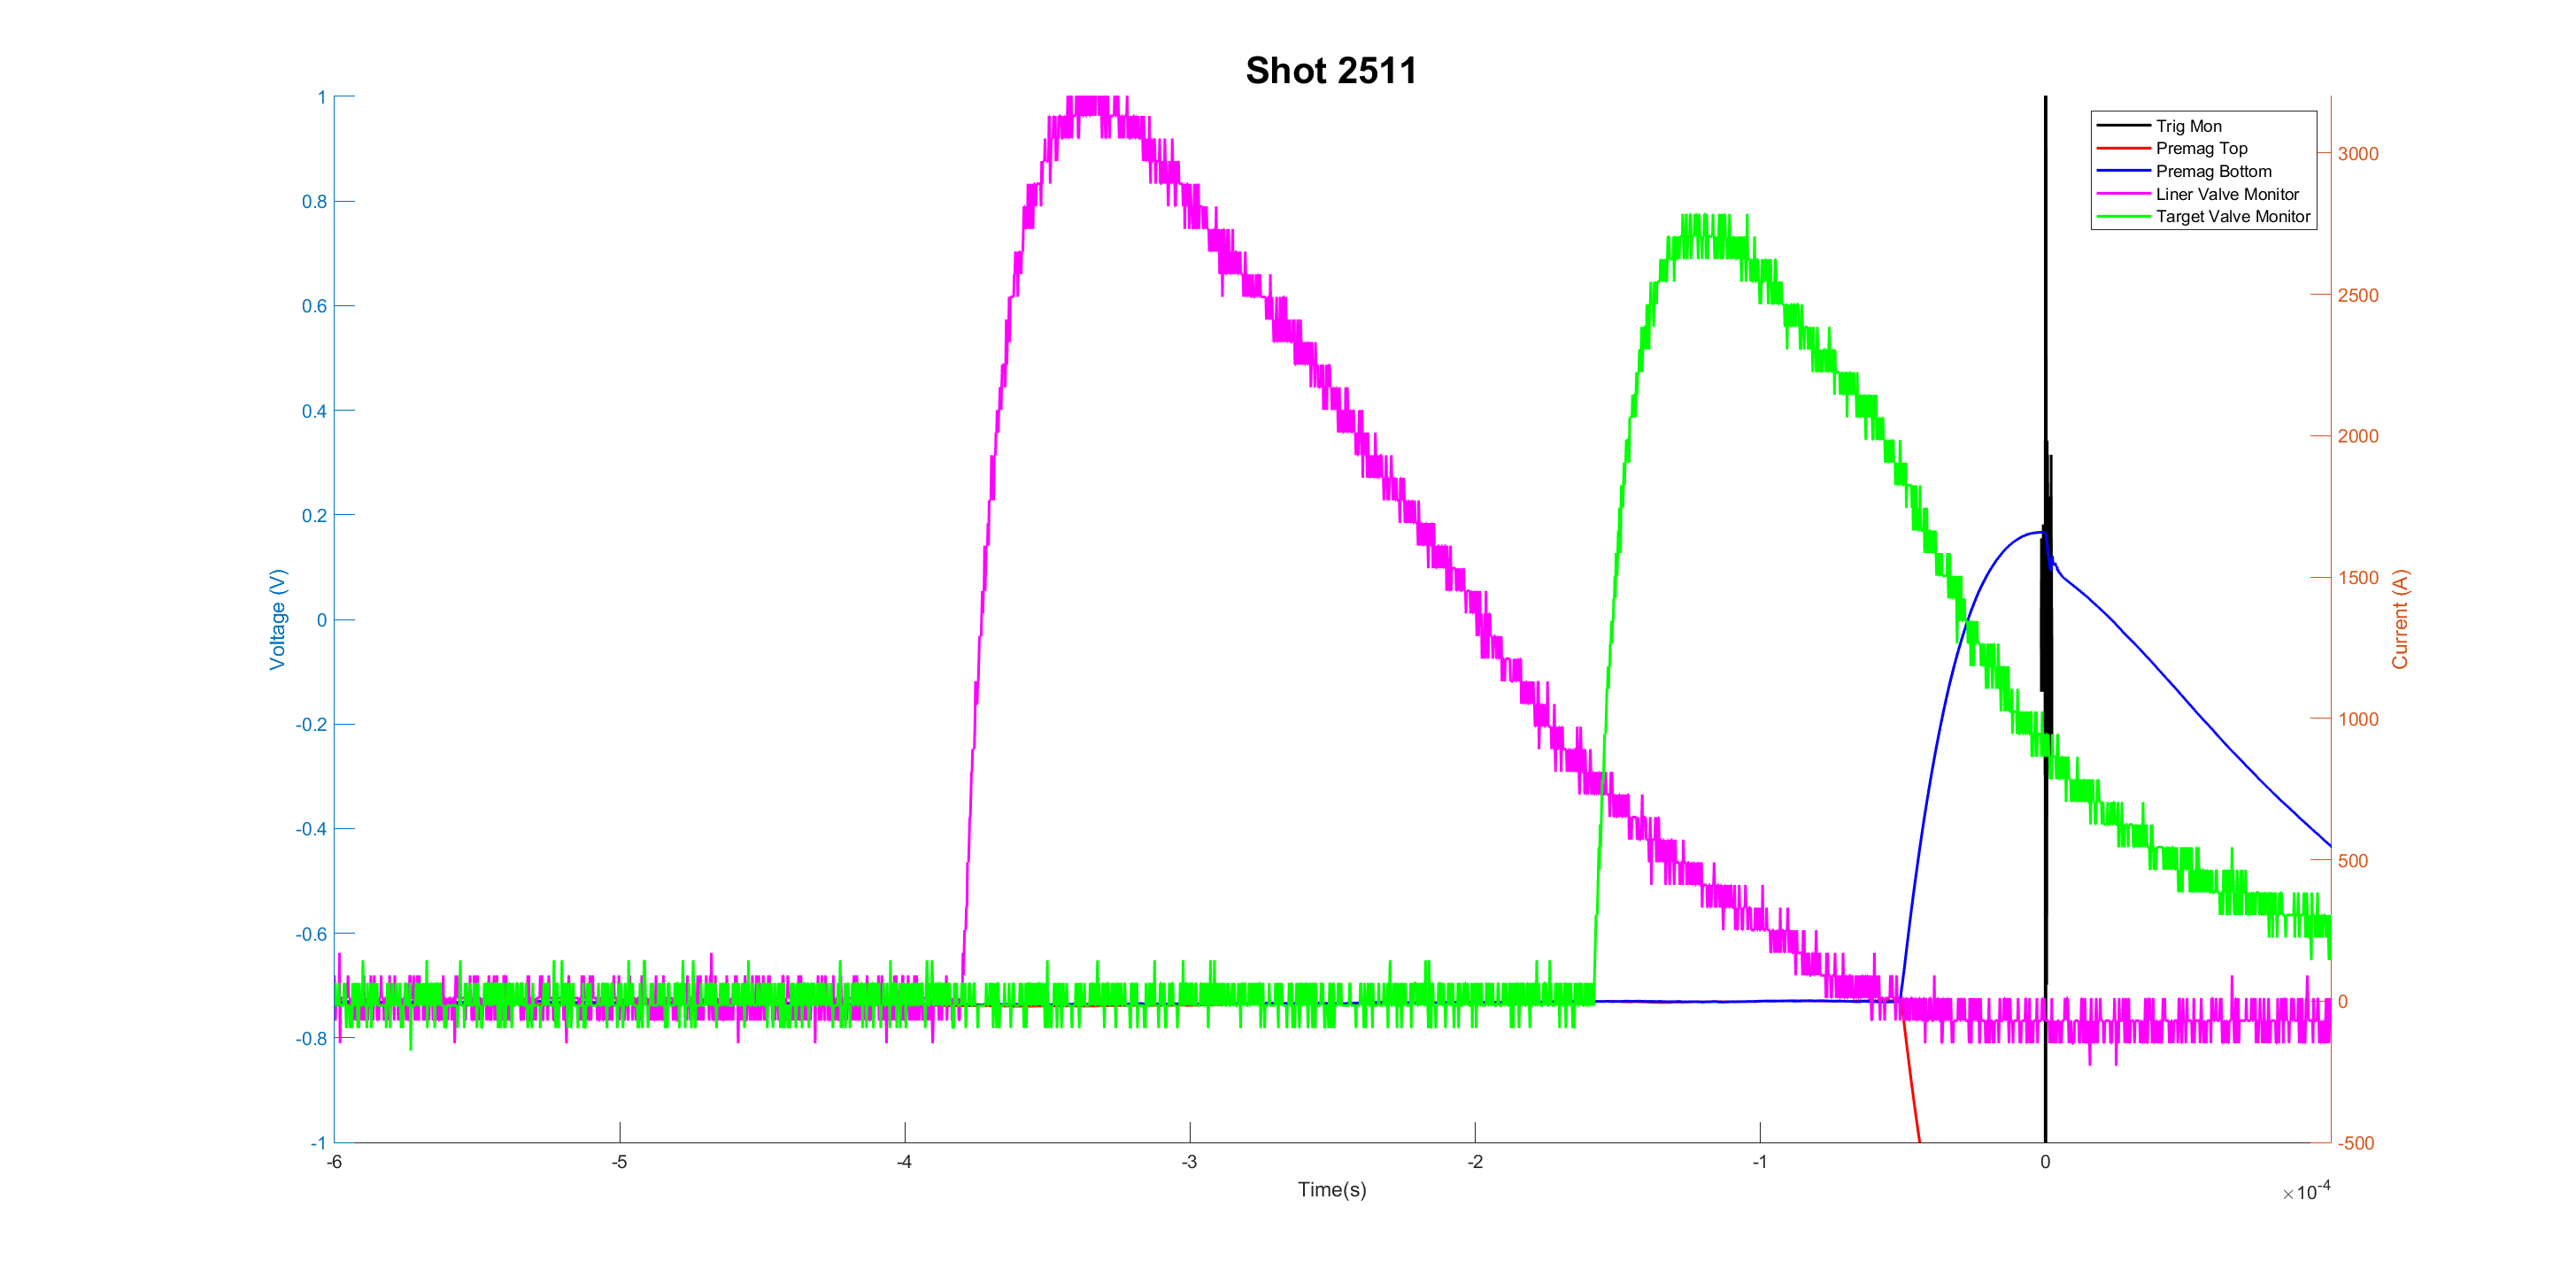 Shot 2511
Trig Mon
Premag Top
Premag Bottom
Liner Valve Monitor
Target Valve Monitor
1
0.8
0.6
0.4
0.2
0
-0.2
-0.4
-0.6
-0.8
-1
Voltage (V)
3000
2500
2000
1500
1000
500
0
-500
Current (A)
-6 -5 -4 -3 -2 -1 0
Time(s)
×10-4